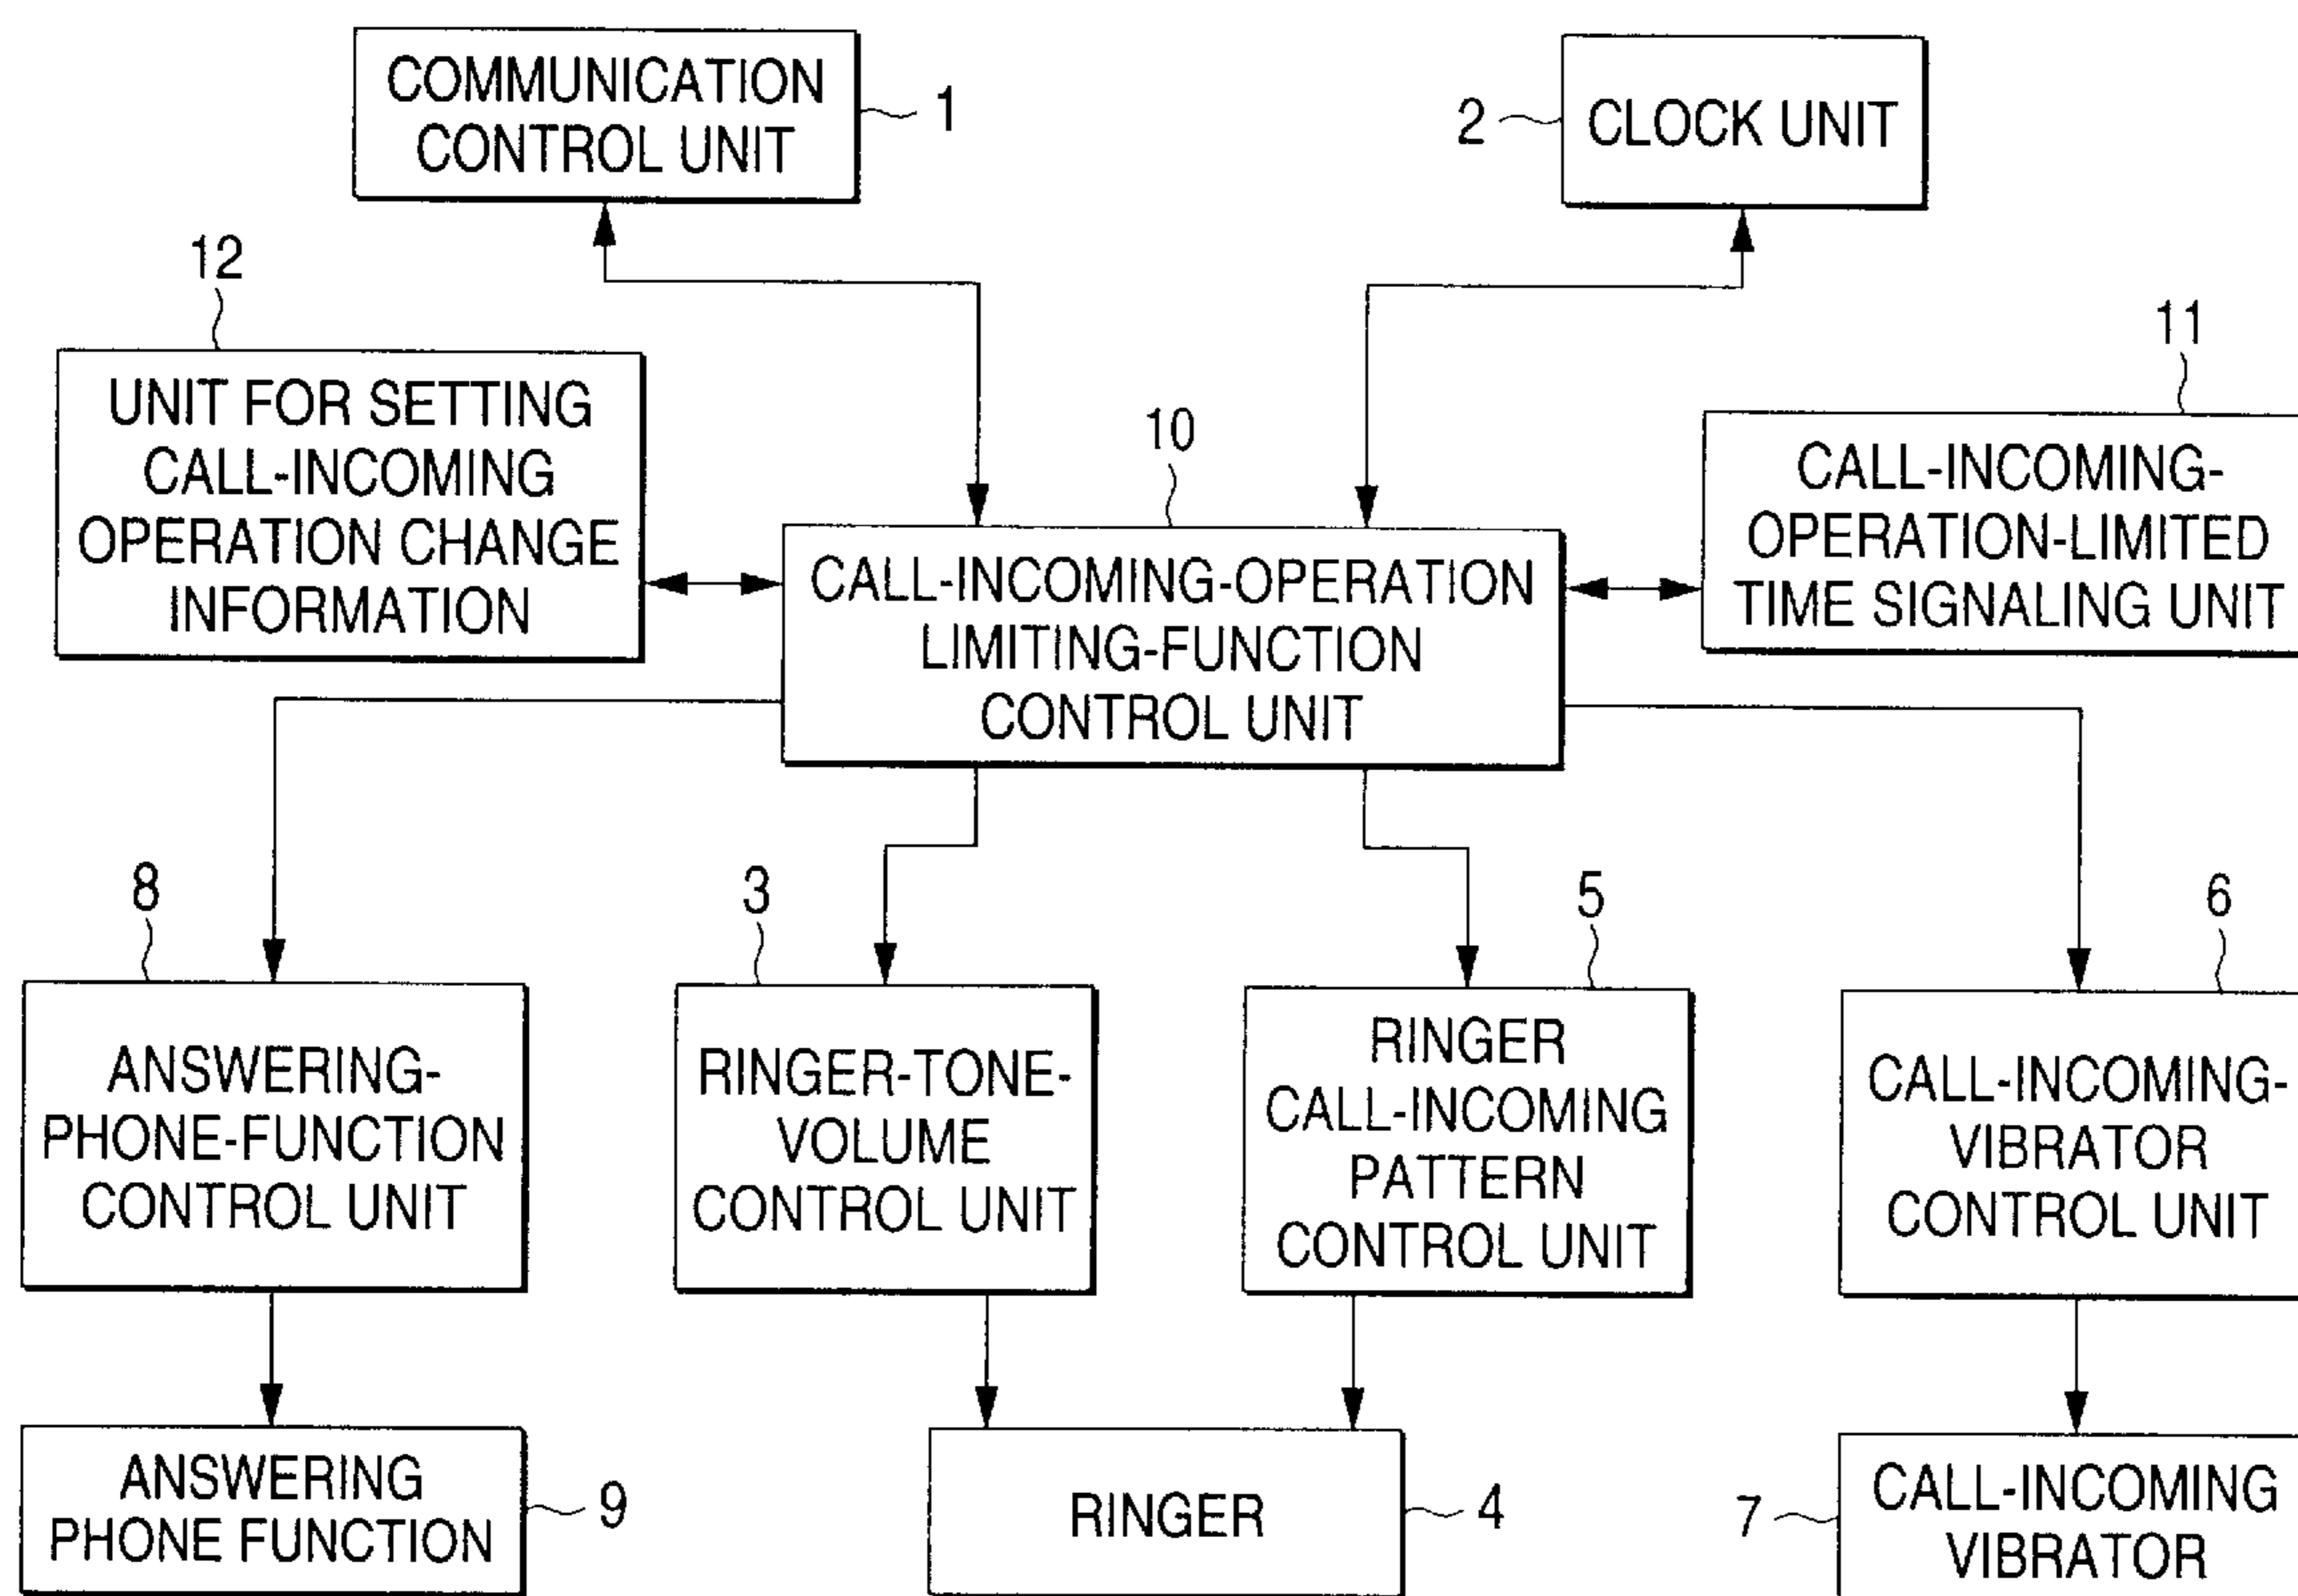 COMMUNICATION
CONTROL UNIT
1
2
CLOCK UNIT
12
UNIT FOR SETTING
CALL-INCOMING
OPERATION CHANGE
INFORMATION
10
CALL-INCOMING-OPERATION
LIMITING-FUNCTION
CONTROL UNIT
11
CALL-INCOMING-
OPERATION-LIMITED
TIME SIGNALING UNIT
8
ANSWERING-
PHONE-FUNCTION
CONTROL UNIT
3
RINGER-TONE-
VOLUME
CONTROL UNIT
5
RINGER
CALL-INCOMING
PATTERN
CONTROL UNIT
6
CALL-INCOMING-
VIBRATOR
CONTROL UNIT
ANSWERING
PHONE FUNCTION
9
RINGER
4
7
CALL-INCOMING
VIBRATOR